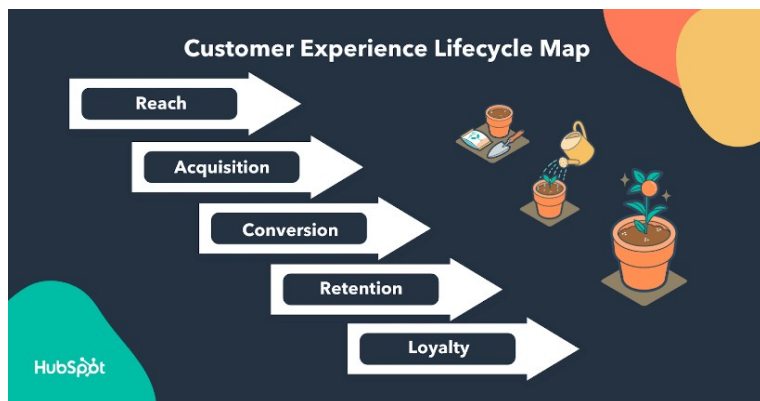 Customer Experience Lifecycle Map
Reach
Acquisition
Conversion
Retention
Loyalty
HubSpot